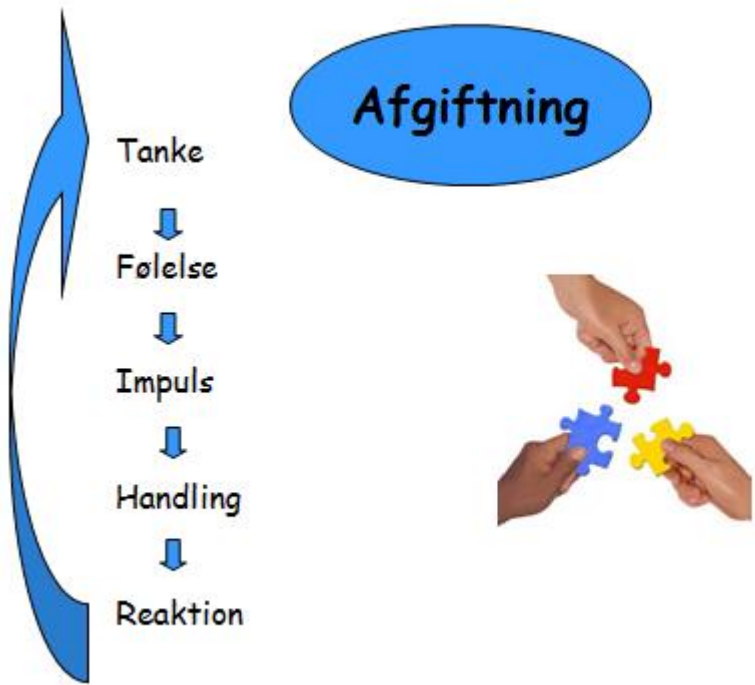 Afgiftning
Tanke
Følelse
Impuls
Handling
Reaktion